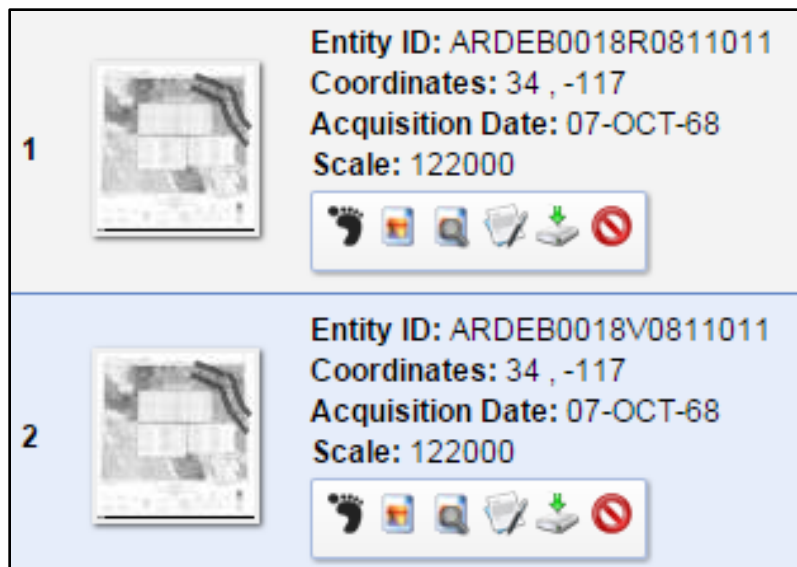 1
Entity ID: ARDEB0018R0811011
Coordinates: 34 , -117
Acquisition Date: 07-OCT-68
Scale: 122000
2
Entity ID: ARDEB0018V0811011
Coordinates: 34 , -117
Acquisition Date: 07-OCT-68
Scale: 122000